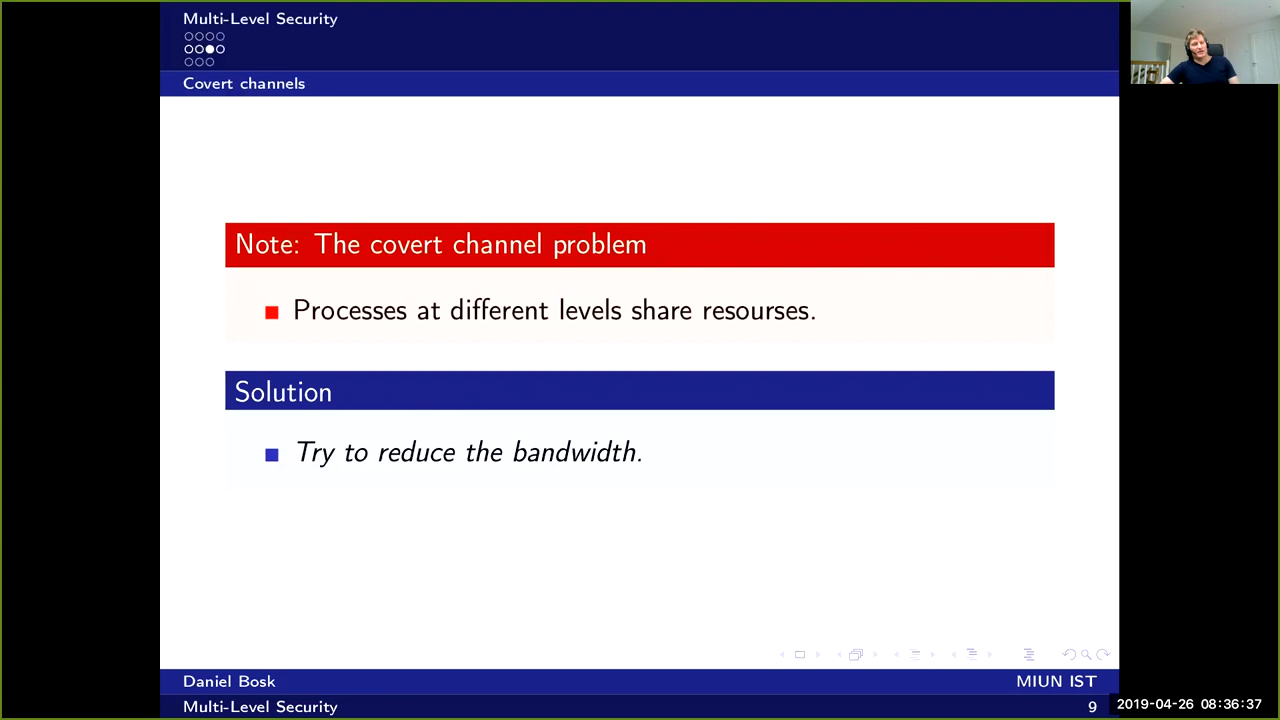 Multi-Level Security
Covert channels
Note: The covert channel problem
Processes at different levels share resourses.
Solution
Try to reduce the bandwidth.
Daniel Bosk
MIUN IST
Multi-Level Security
9
2019-04-26 08:36:37